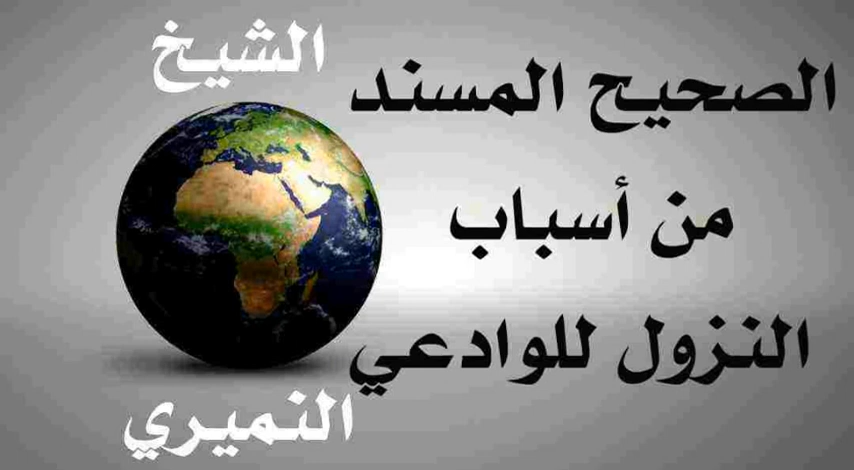 الصحيح المسند
من أسباب
النزول للوادعي
الشيخ
النميري